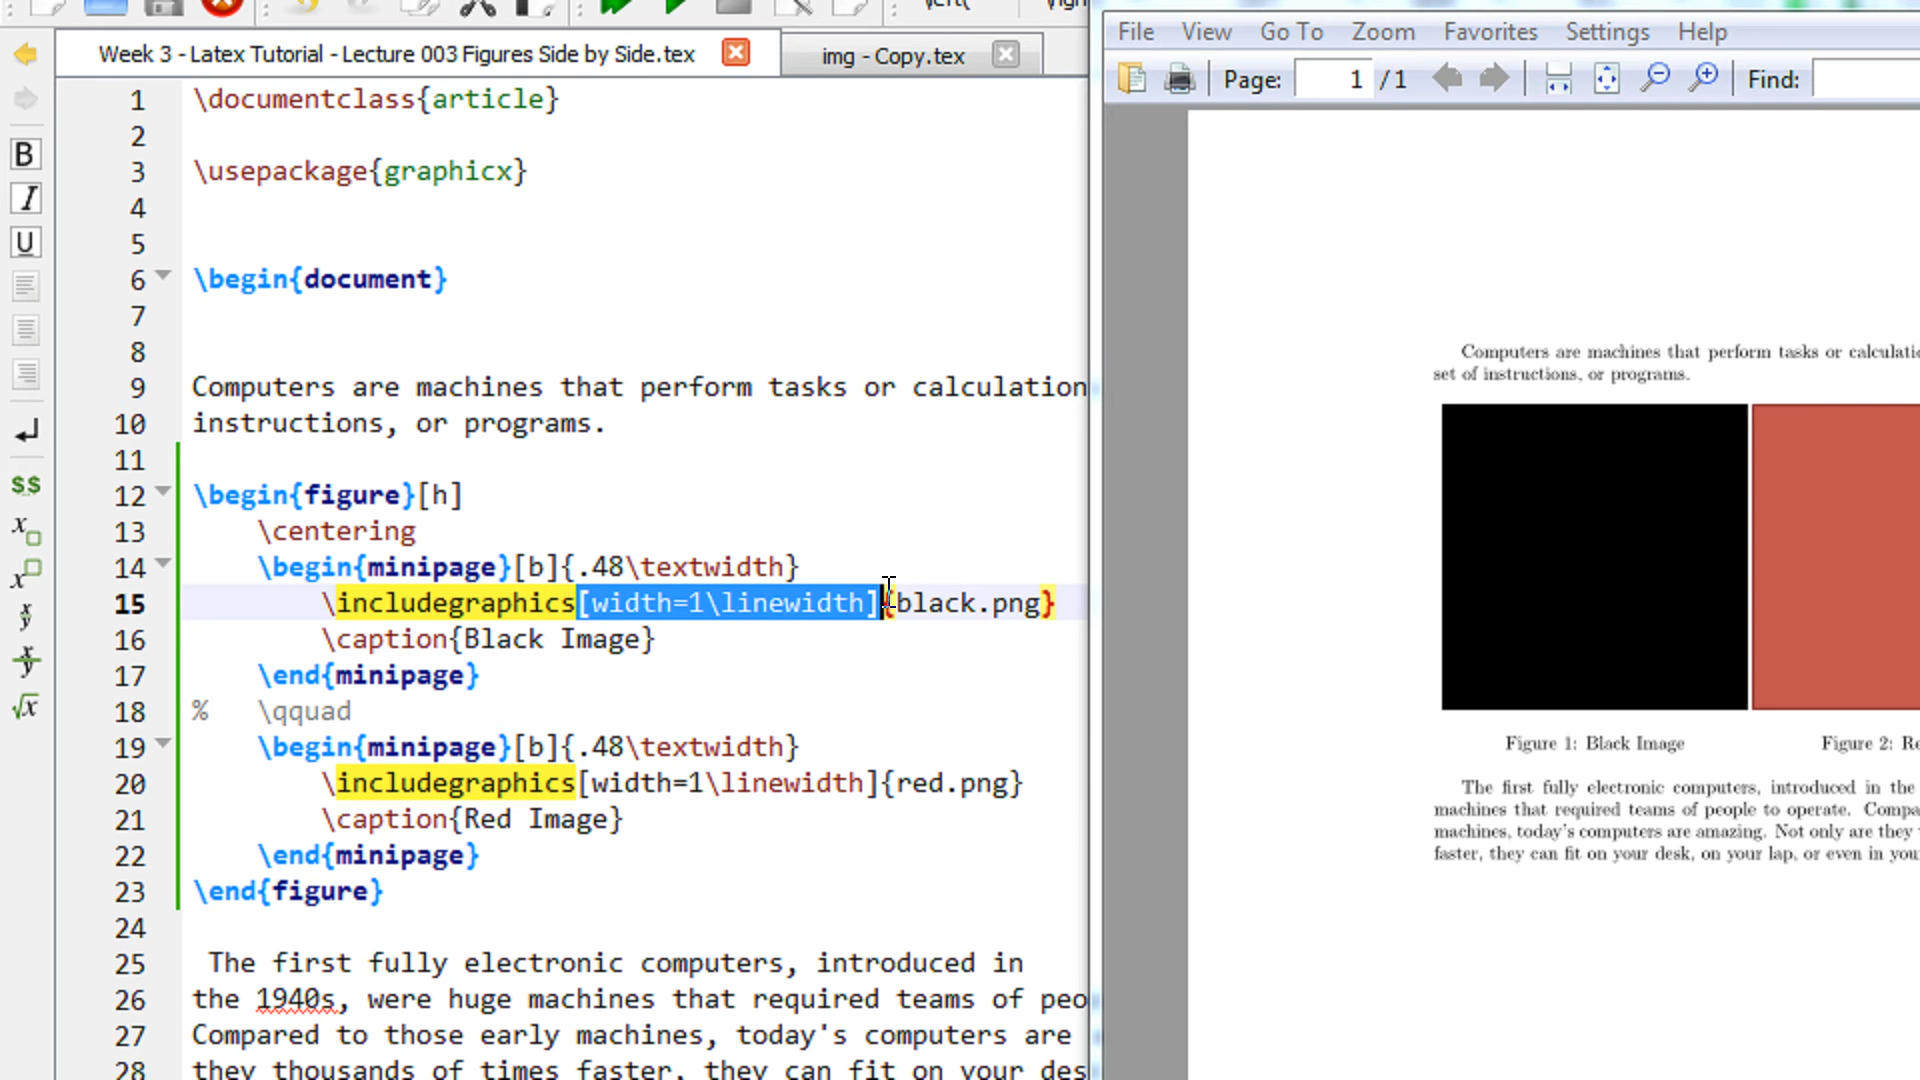 \left(
Week 3 - Latex Tutorial - Lecture 003 Figures Side by Side.tex
img - Copy.tex
B
I
U
$$
x
x
x
y
x
y
√x
1 \documentclass{article}
2
3 \usepackage{graphicx}
4
5
6 \begin{document}
7
8
9 Computers are machines that perform tasks or calculation
10 instructions, or programs.
11
12 \begin{figure}[h]
13 \centering
14 \begin{minipage}[b]{.48\textwidth}
15 \includegraphics[width=1\linewidth]{black.png}
16 \caption{Black Image}
17 \end{minipage}
18 % \qquad
19 \begin{minipage}[b]{.48\textwidth}
20 \includegraphics[width=1\linewidth]{red.png}
21 \caption{Red Image}
22 \end{minipage}
23 \end{figure}
24
25 The first fully electronic computers, introduced in
26 the 1940s, were huge machines that required teams of peo
27 Compared to those early machines, today's computers are
28 they thousands of times faster, they can fit on your des
File View Go To Zoom Favorites Settings Help
Page: 1 / 1 Find:
Computers are machines that perform tasks or calculati
set of instructions, or programs.
Figure 1: Black Image
Figure 2: Re
The first fully electronic computers, introduced in the
machines that required teams of people to operate. Compa
machines, today's computers are amazing. Not only are they
faster, they can fit on your desk, on your lap, or even in you